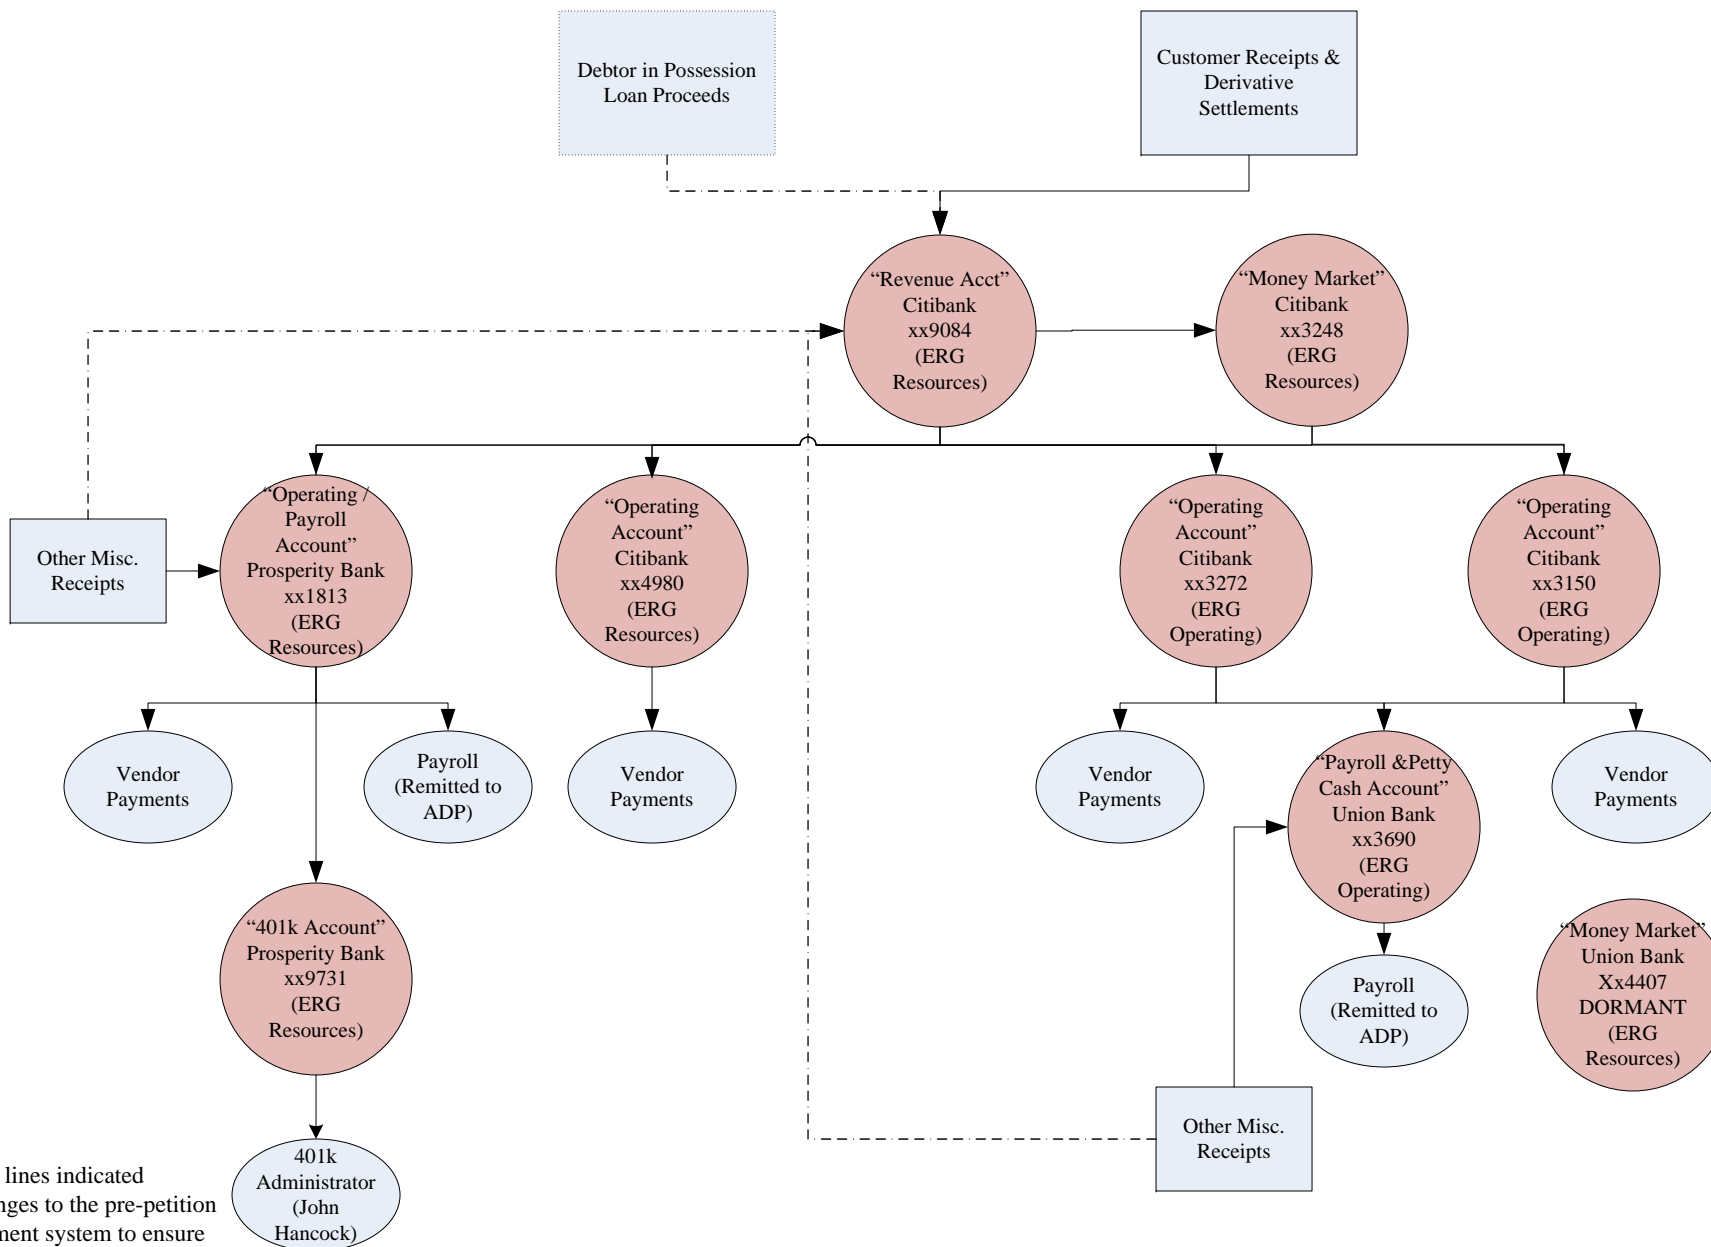 Debtor in Possession
Loan Proceeds
Customer Receipts &
Derivative
Settlements
“Revenue Acct”
Citibank
xx9084
(ERG
Resources)
“Money Market”
Citibank
xx3248
(ERG
Resources)
Other Misc.
Receipts
“Operating /
Payroll
Account”
Prosperity Bank
xx1813
(ERG
Resources)
“Operating
Account”
Citibank
xx4980
(ERG
Resources)
“Operating
Account”
Citibank
xx3272
(ERG
Operating)
“Operating
Account”
Citibank
xx3150
(ERG
Operating)
Vendor
Payments
Payroll
(Remitted to
ADP)
Vendor
Payments
Vendor
Payments
“Payroll &Petty
Cash Account”
Union Bank
xx3690
(ERG
Operating)
Vendor
Payments
“401k Account”
Prosperity Bank
xx9731
(ERG
Resources)
Payroll
(Remitted to
ADP)
“Money Market”
Union Bank
Xx4407
DORMANT
(ERG
Resources)
Other Misc.
Receipts
401k
Administrator
(John
Hancock)
lines indicated
nges to the pre-petition
ment system to ensure